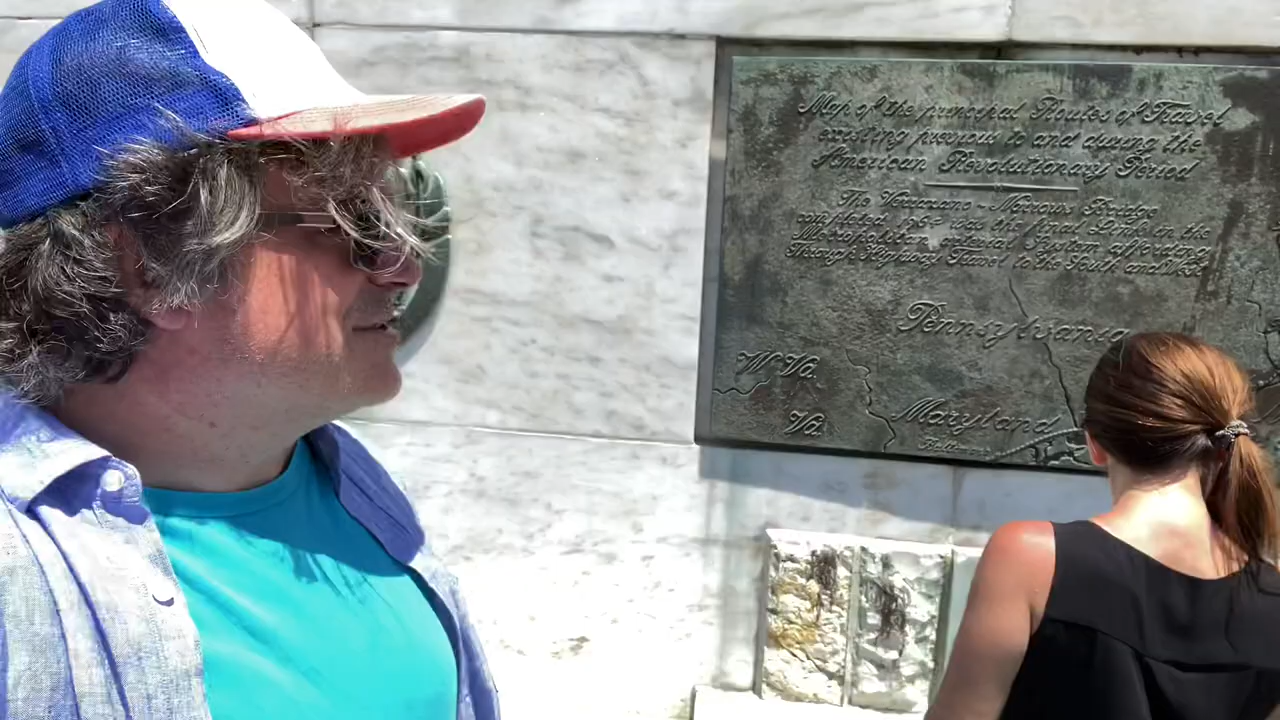 Map of the principal Routes of Travel
existing previous to and during the
American Revolutionary Period
The Verrazano - Narrows Bridge
completed 1964 was the final Link in the
Metropolitan arterial System affording
Through Highway Travel to the South and West
Pennsylvania
W. Va.
Maryland
Va.